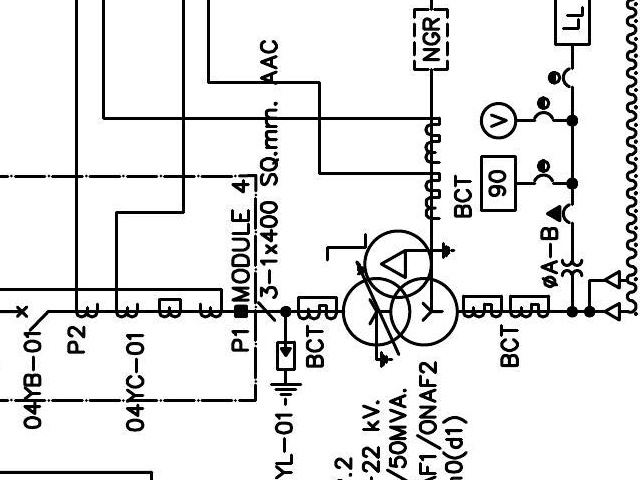 NGR
LL
V
90
BCT
3-1x400 SQ.mm. AAC
MODULE 4
øA-B
P1
P2
04YB-01
04YC-01
BCT
BCT
YL-01
.2
-22 kV.
/50MVA.
AF1/ONAF2
n0(d1)